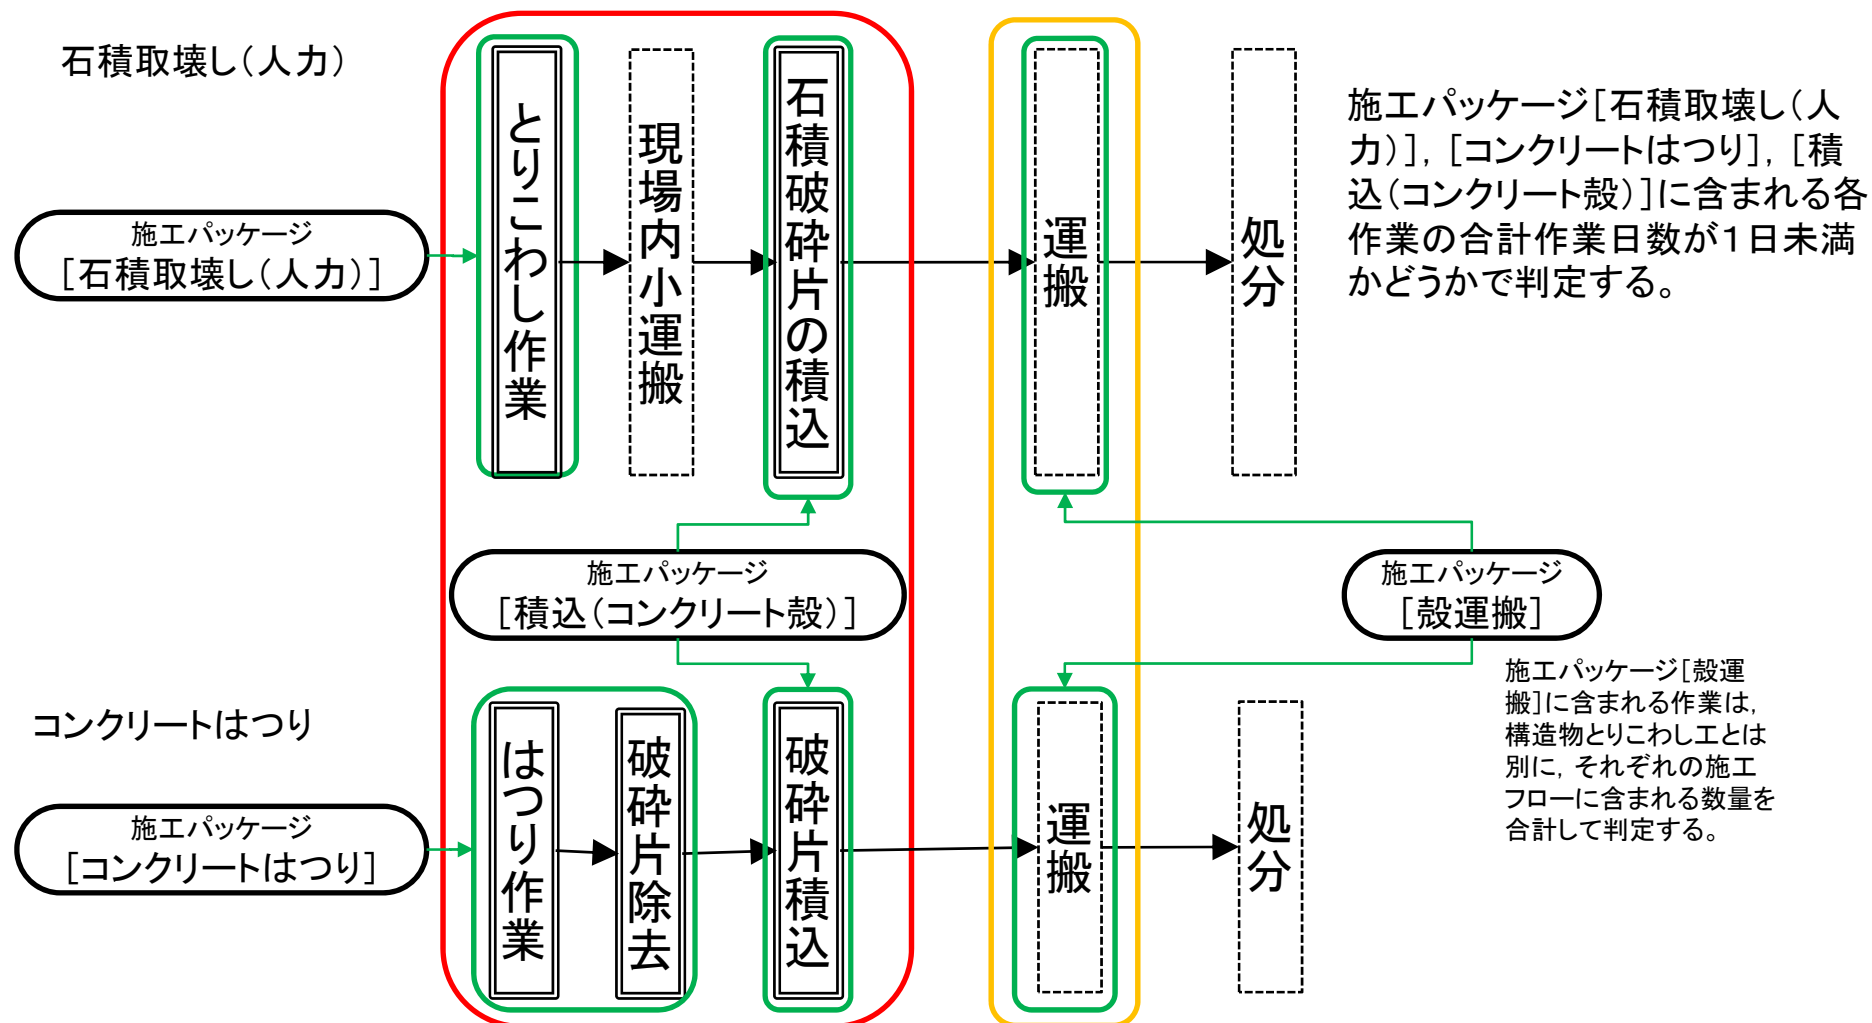 石積取壊し(人力)
とりこわし作業
現場内小運搬
石積破砕片の積込
運搬
処分
施工パッケージ[石積取壊し(人
力)], [コンクリートはつり], [積
込(コンクリート殻)]に含まれる各
作業の合計作業日数が1日未満
かどうかで判定する。
施工パッケージ
[石積取壊し(人力)]
施工パッケージ
[積込(コンクリート殻)]
施工パッケージ
[殻運搬]
施工パッケージ[殻運
搬]に含まれる作業は,
構造物とりこわし工とは
別に, それぞれの施工
フローに含まれる数量を
合計して判定する。
コンクリートはつり
施工パッケージ
[コンクリートはつり]
はつり作業
破砕片除去
破砕片積込
運搬
処分